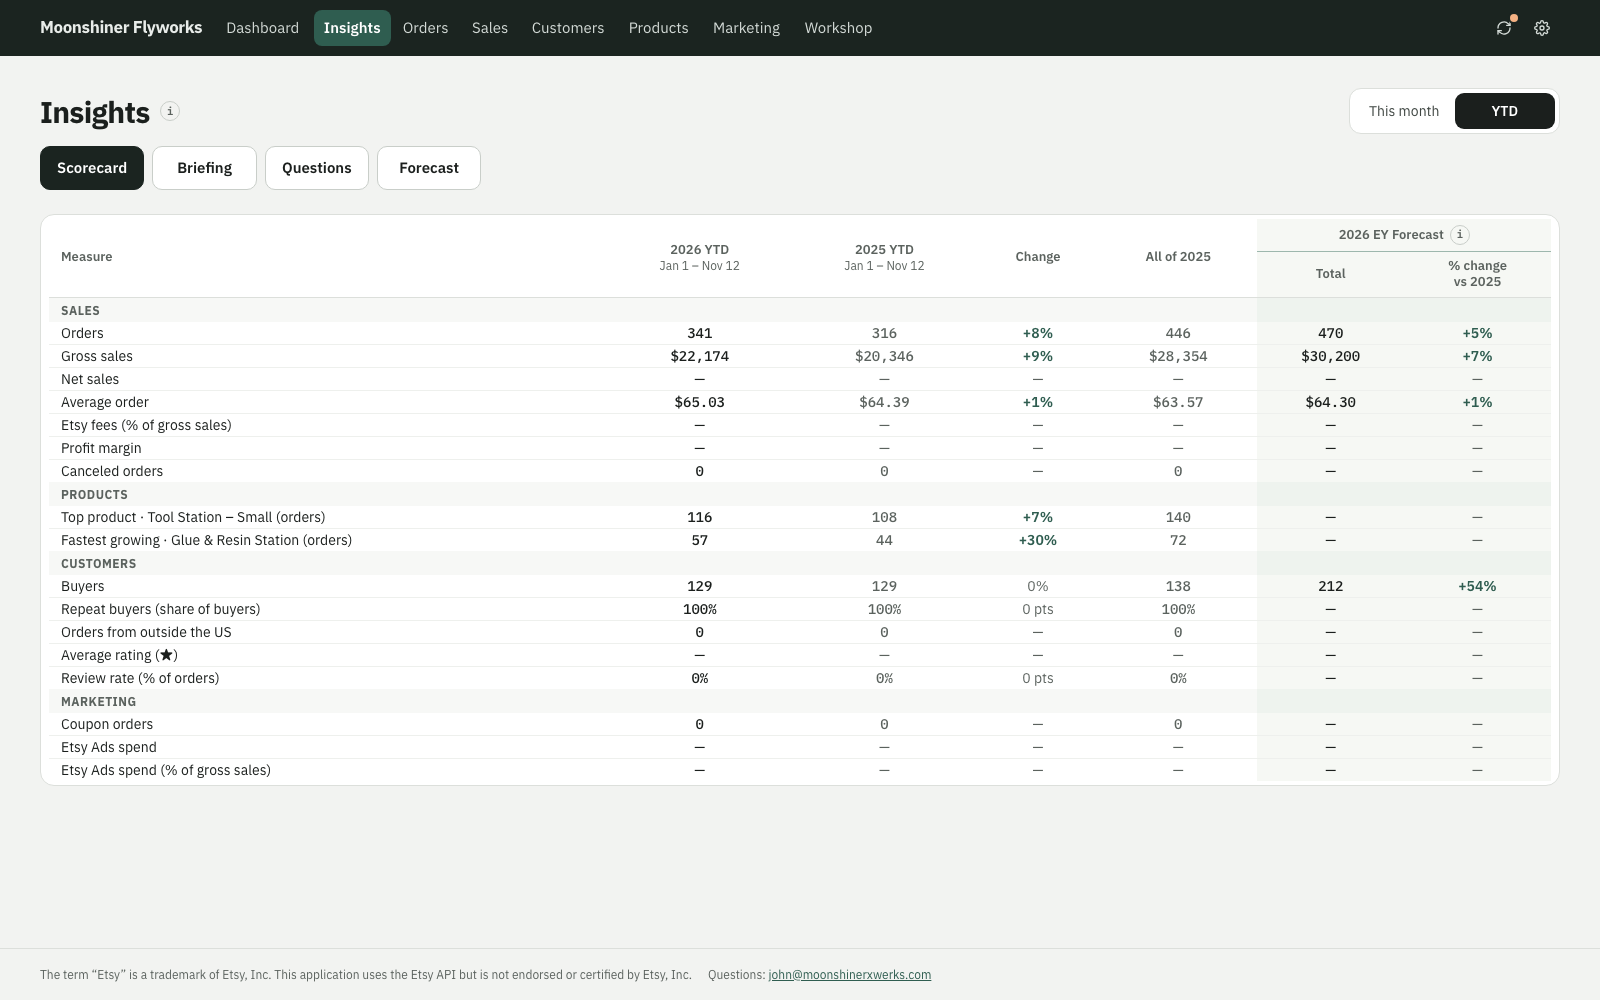 Moonshiner Flyworks Dashboard Insights Orders Sales Customers Products Marketing Workshop
Insights i
This month YTD
Scorecard Briefing Questions Forecast
2026 EY Forecast i
Measure 2026 YTD 2025 YTD Change All of 2025 Total % change
Jan 1 – Nov 12 Jan 1 – Nov 12 vs 2025
SALES
Orders 341 316 +8% 446 470 +5%
Gross sales $22,174 $20,346 +9% $28,354 $30,200 +7%
Net sales — — — — — —
Average order $65.03 $64.39 +1% $63.57 $64.30 +1%
Etsy fees (% of gross sales) — — — — — —
Profit margin — — — — — —
Canceled orders 0 0 — 0 — —
PRODUCTS
Top product · Tool Station – Small (orders) 116 108 +7% 140 — —
Fastest growing · Glue & Resin Station (orders) 57 44 +30% 72 — —
CUSTOMERS
Buyers 129 129 0% 138 212 +54%
Repeat buyers (share of buyers) 100% 100% 0 pts 100% — —
Orders from outside the US 0 0 — 0 — —
Average rating (★) — — — — — —
Review rate (% of orders) 0% 0% 0 pts 0% — —
MARKETING
Coupon orders 0 0 — 0 — —
Etsy Ads spend — — — — — —
Etsy Ads spend (% of gross sales) — — — — — —
The term “Etsy” is a trademark of Etsy, Inc. This application uses the Etsy API but is not endorsed or certified by Etsy, Inc. Questions: john@moonshinerxwerks.com